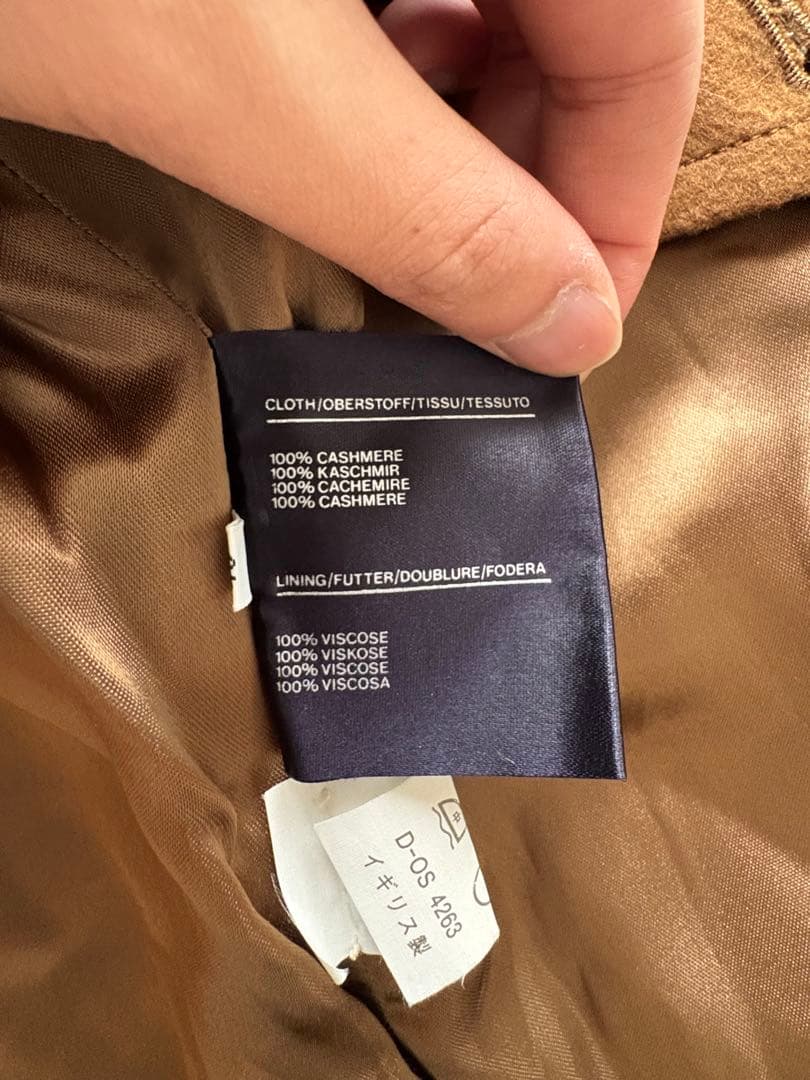 CLOTH/OBERSTOFF/TISSU/TESSUTO
100% CASHMERE
100% KASCHMIR
100% CACHEMIRE
100% CASHMERE
LINING/FUTTER/DOUBLURE/FODERA
100% VISCOSE
100% VISKOSE
100% VISCOSE
100% VISCOSA
D-OS 4263
イギリス製